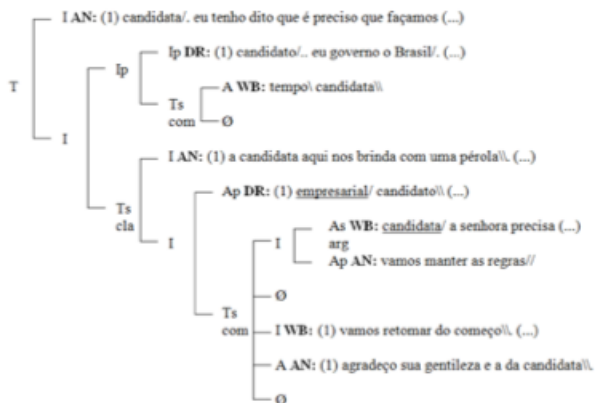 I AN: (1) candidata/. eu tenho dito que é preciso que façamos (...)
Ip DR: (1) candidato/.. eu governo o Brasil/. (...)
Ip
T
A WB: tempo\ candidata\\
Ts
com
Ø
I
I AN: (1) a candidata aqui nos brinda com uma pérola\\. (...)
Ap DR: (1) empresarial/ candidato\\ (...)
Ts
cla
As WB: candidata/ a senhora precisa (...)
I
I
arg
Ap AN: vamos manter as regras//
Ø
Ts
com
I WB: (1) vamos retomar do começo\\. (...)
A AN: (1) agradeço sua gentileza e a da candidata\\.
Ø